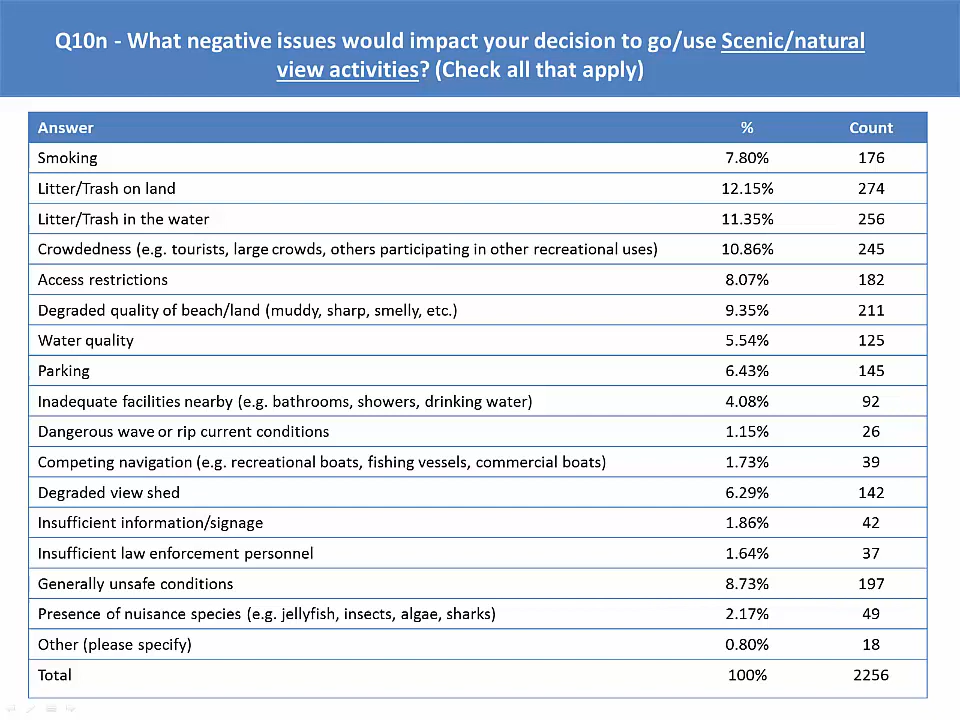 Q10n - What negative issues would impact your decision to go/use Scenic/natural
view activities? (Check all that apply)
Answer % Count
Smoking 7.80% 176
Litter/Trash on land 12.15% 274
Litter/Trash in the water 11.35% 256
Crowdedness (e.g. tourists, large crowds, others participating in other recreational uses) 10.86% 245
Access restrictions 8.07% 182
Degraded quality of beach/land (muddy, sharp, smelly, etc.) 9.35% 211
Water quality 5.54% 125
Parking 6.43% 145
Inadequate facilities nearby (e.g. bathrooms, showers, drinking water) 4.08% 92
Dangerous wave or rip current conditions 1.15% 26
Competing navigation (e.g. recreational boats, fishing vessels, commercial boats) 1.73% 39
Degraded view shed 6.29% 142
Insufficient information/signage 1.86% 42
Insufficient law enforcement personnel 1.64% 37
Generally unsafe conditions 8.73% 197
Presence of nuisance species (e.g. jellyfish, insects, algae, sharks) 2.17% 49
Other (please specify) 0.80% 18
Total 100% 2256